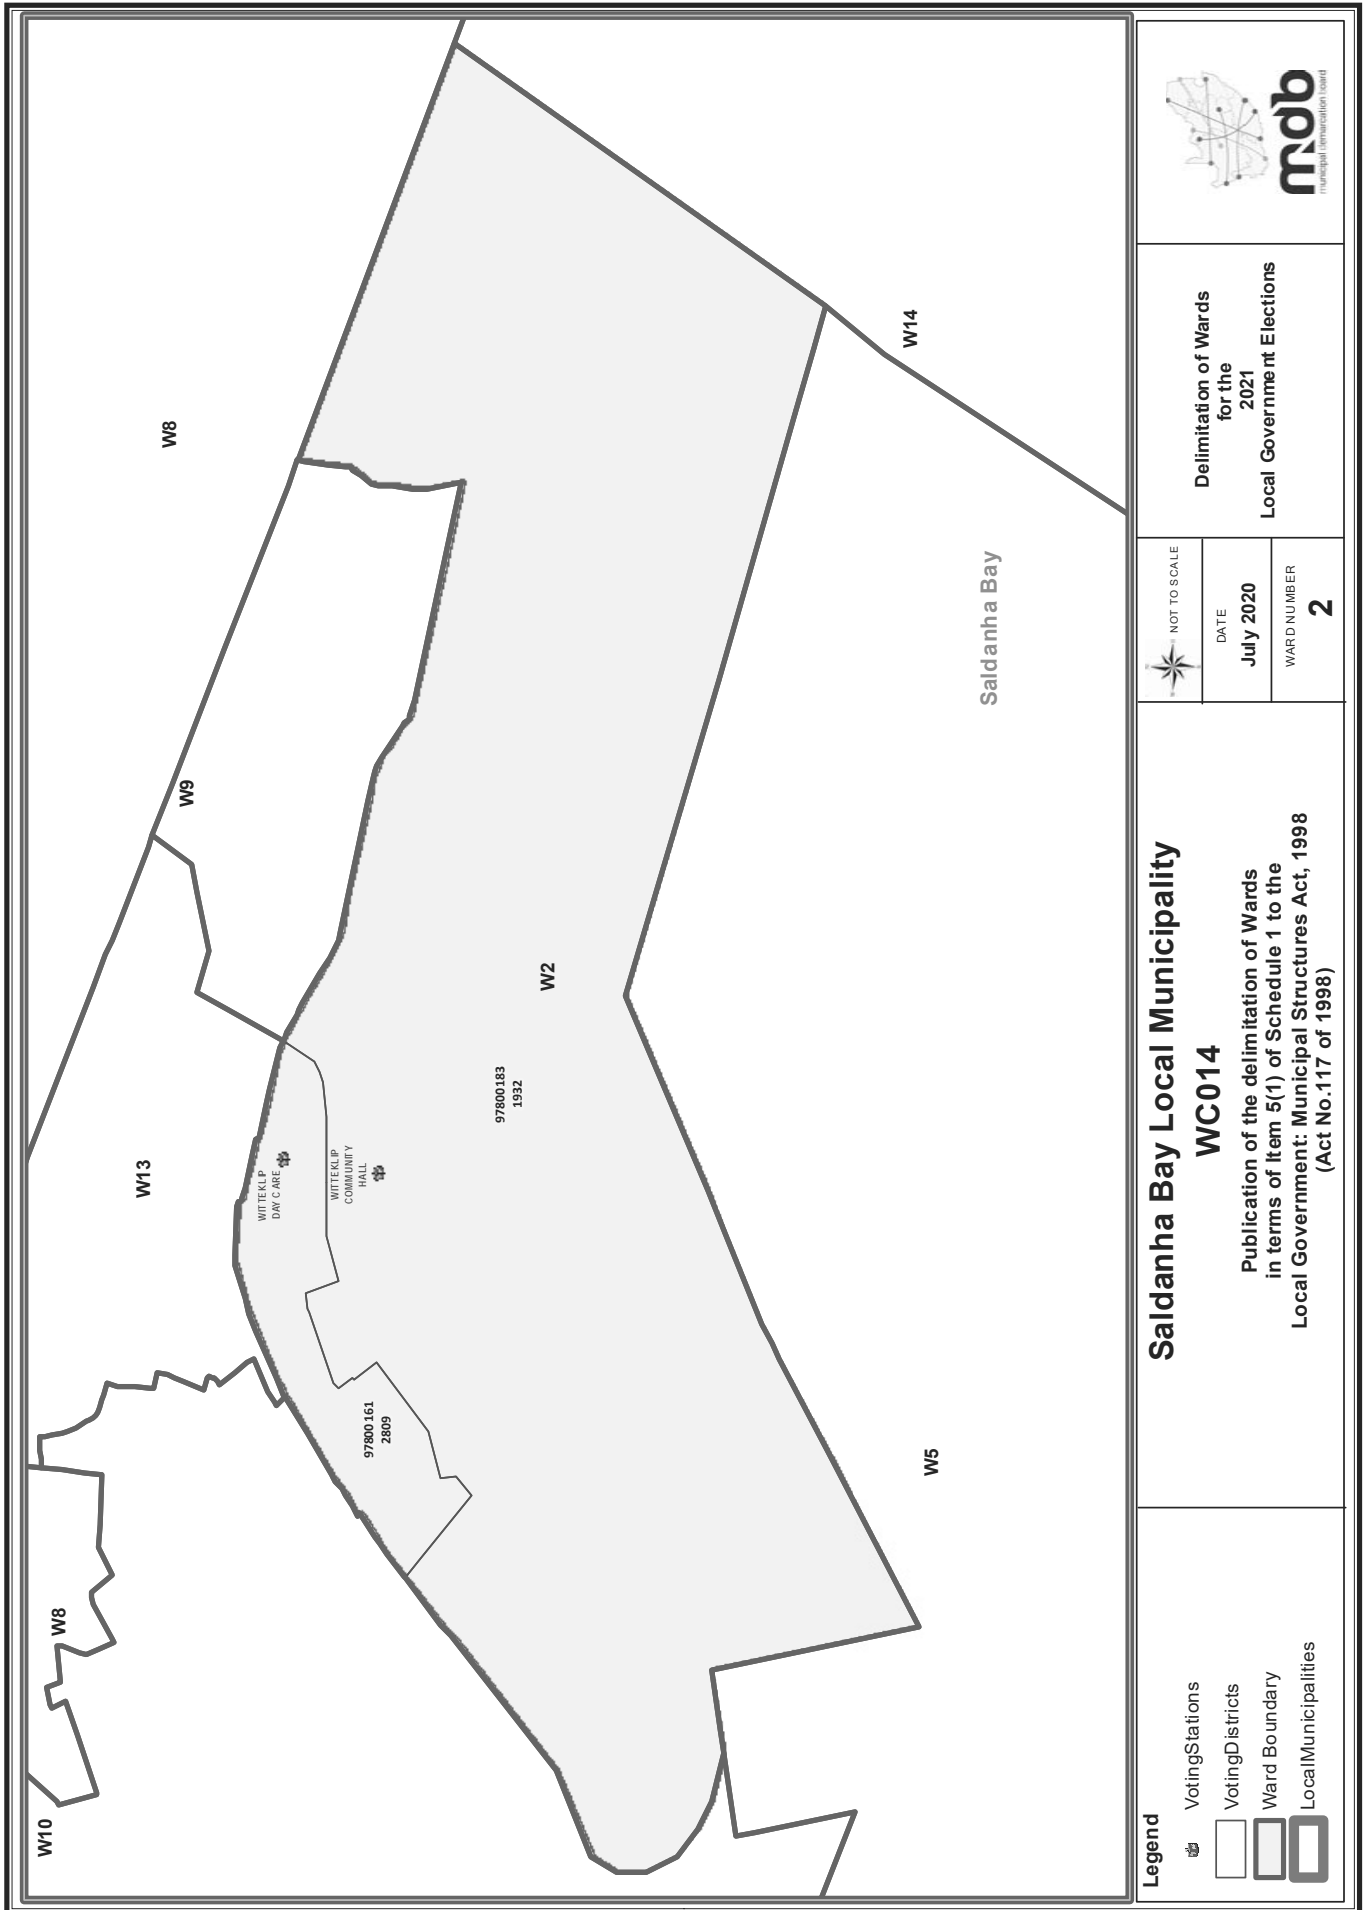 W10
W8
W13
W9
W8
WITTEKLIP
DAY CARE
WITTEKLIP
COMMUNITY
HALL
97800161
2809
97800183
1932
W2
W5
W14
Saldanha Bay
Legend
VotingStations
VotingDistricts
Ward Boundary
LocalMunicipalities
Saldanha Bay Local Municipality
WC014
Publication of the delimitation of Wards
in terms of Item 5(1) of Schedule 1 to the
Local Government: Municipal Structures Act, 1998
(Act No.117 of 1998)
NOT TO SCALE
DATE
July 2020
WARD NUMBER
2
Delimitation of Wards
for the
2021
Local Government Elections
mdb
municipal demarcation board